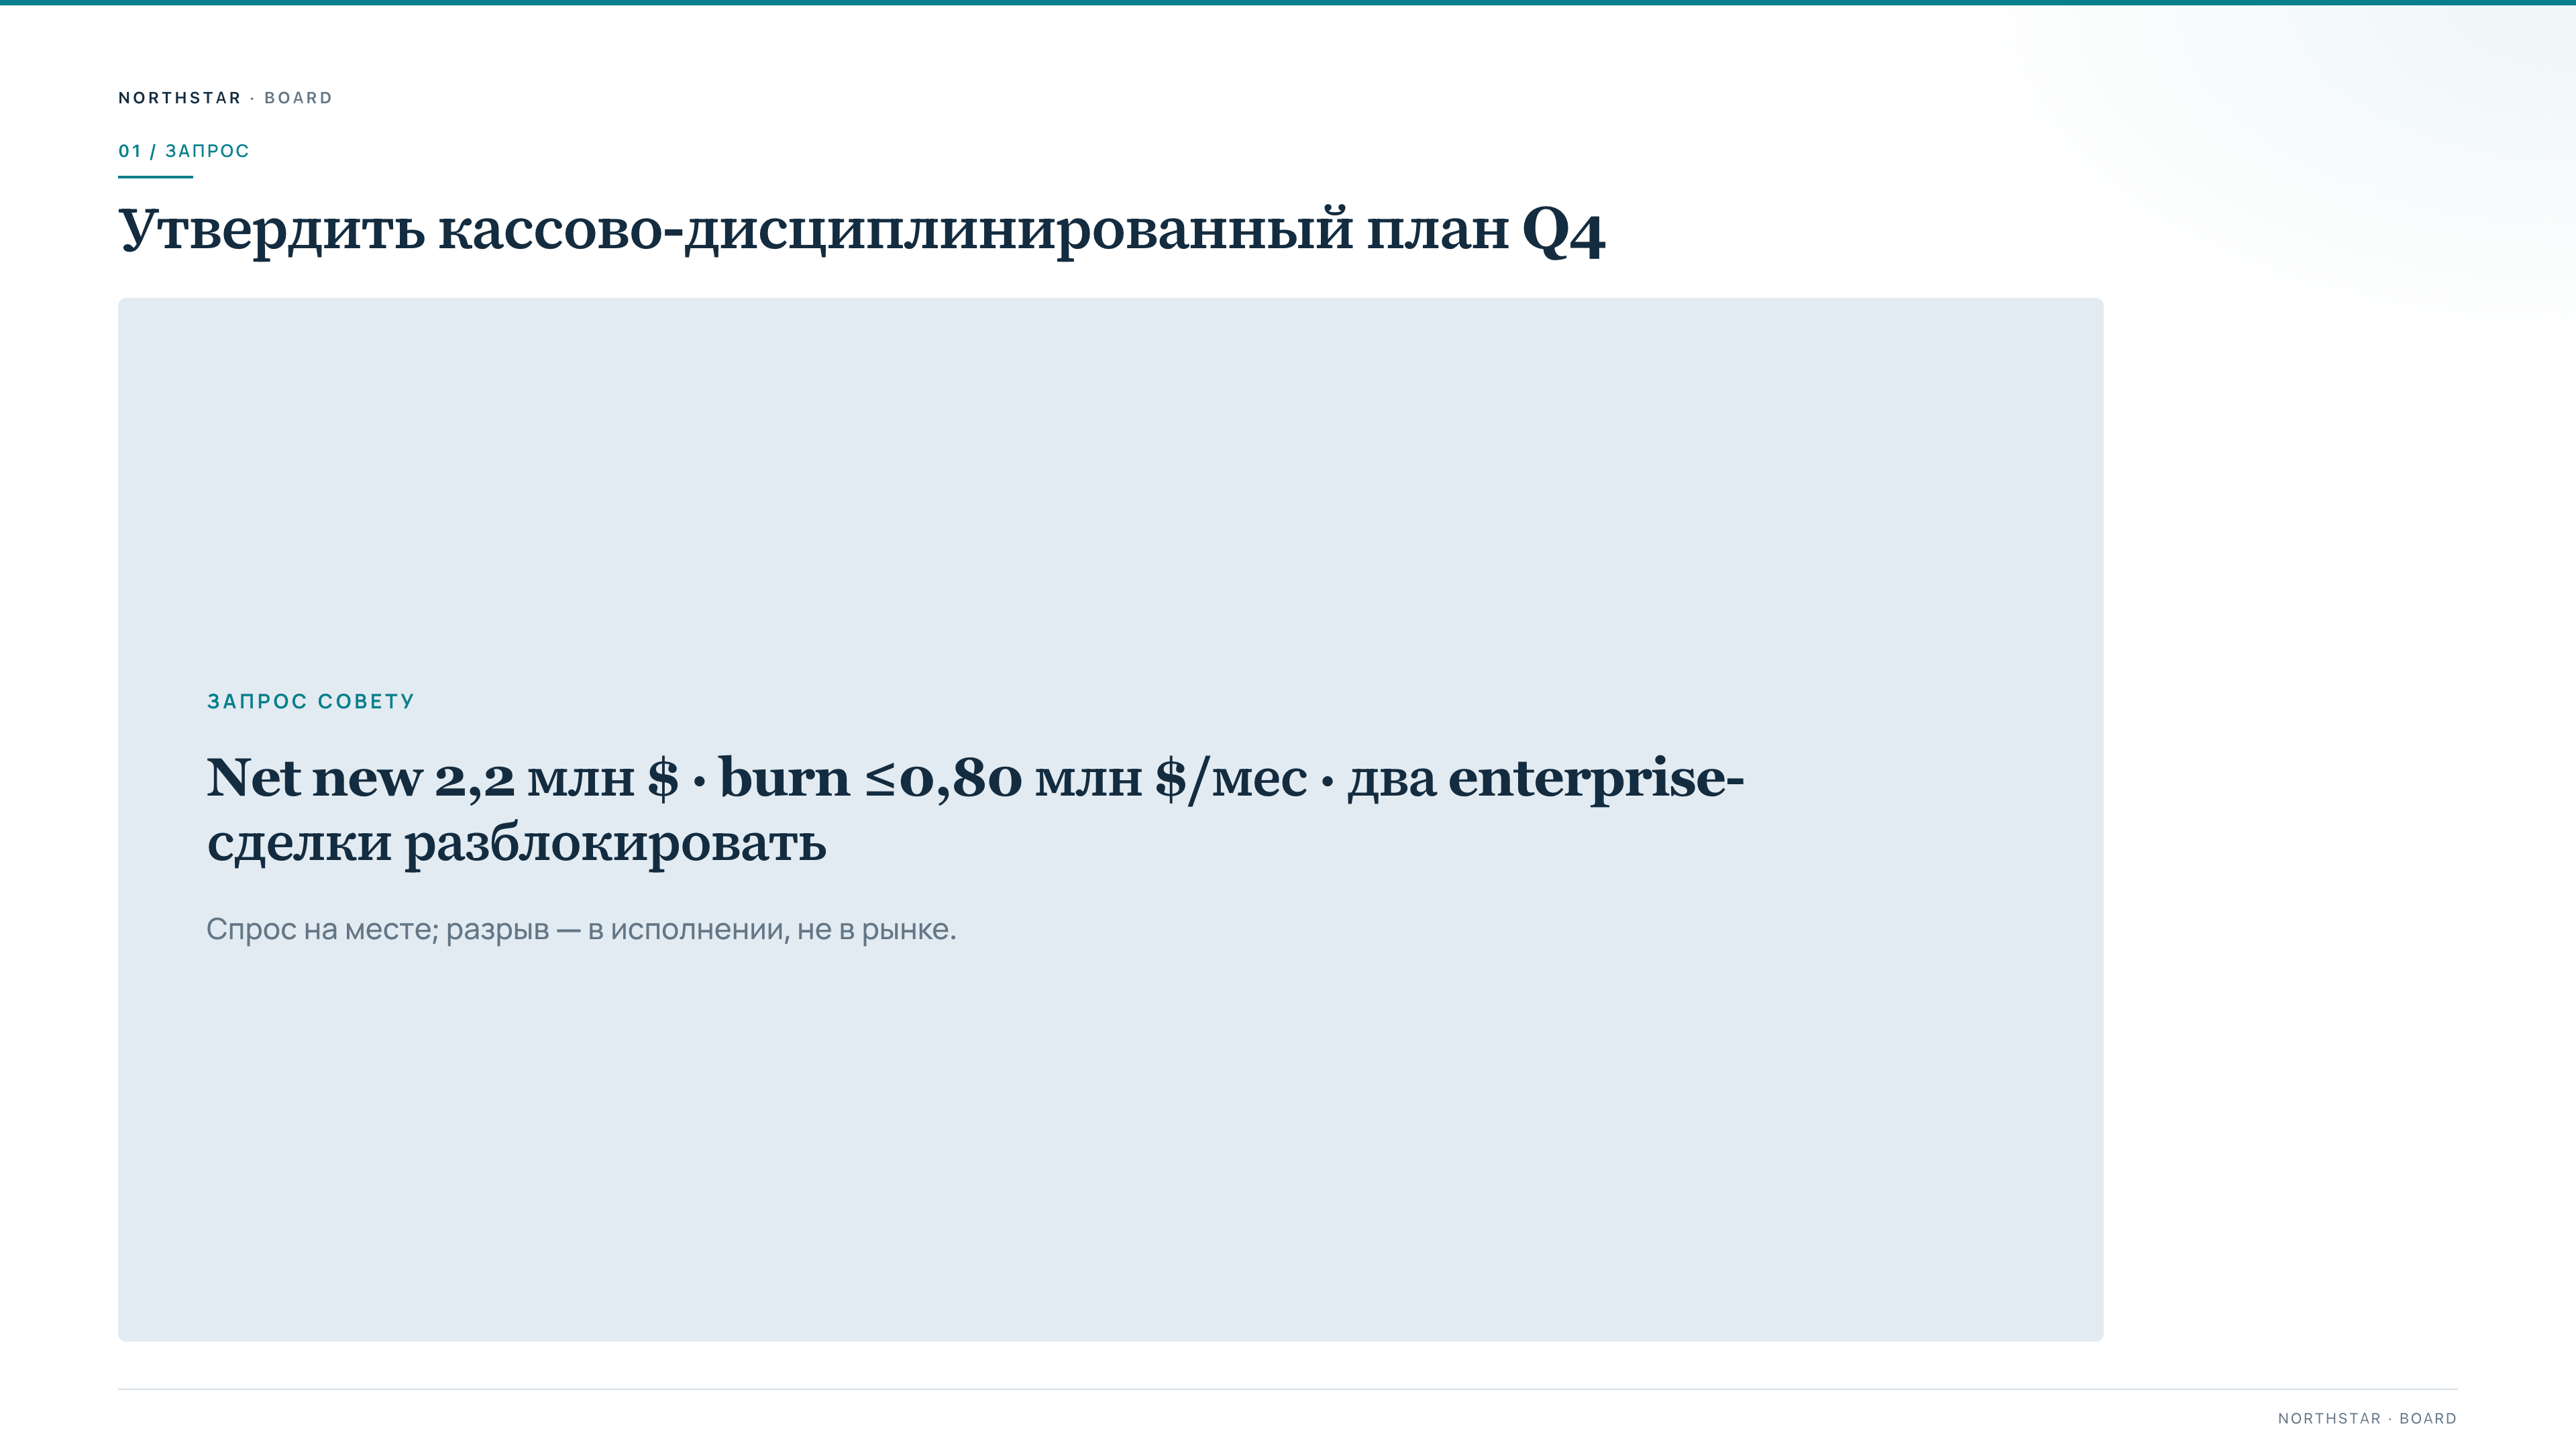 NORTHSTAR · BOARD
01 / ЗАПРОС
Утвердить кассово-дисциплинированный план Q4
ЗАПРОС СОВЕТУ
Net new 2,2 млн $ · burn ≤0,80 млн $/мес · два enterprise-
сделки разблокировать
Спрос на месте; разрыв — в исполнении, не в рынке.
NORTHSTAR · BOARD